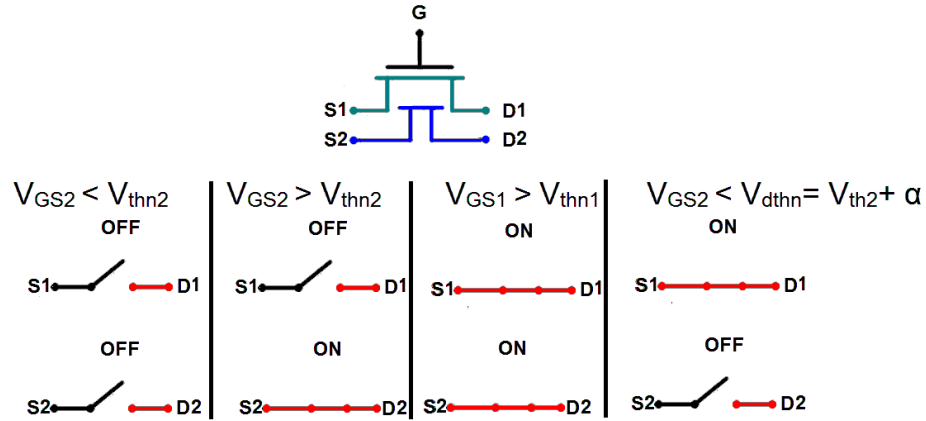 G
S1 D1
S2 D2
VGS2 < Vthn2 VGS2 > Vthn2 VGS1 > Vthn1 VGS2 < Vdthn= Vth2+ α
OFF OFF ON ON
S1 D1 S1 D1 S1 D1 S1 D1
OFF ON ON OFF
S2 D2 S2 D2 S2 D2 S2 D2